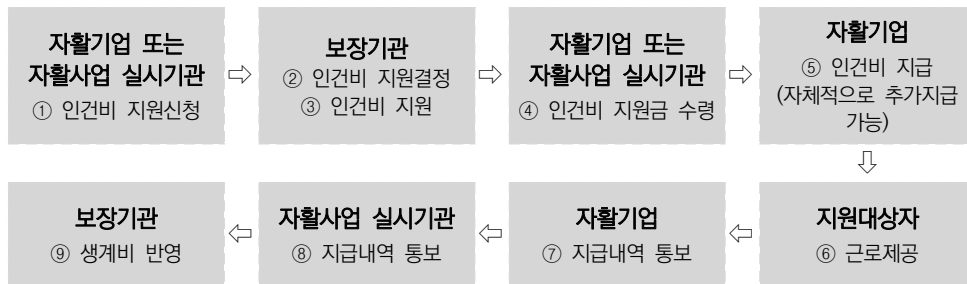 자활기업 또는
자활사업 실시기관
① 인건비 지원신청
보장기관
② 인건비 지원결정
③ 인건비 지원
자활기업 또는
자활사업 실시기관
④ 인건비 지원금 수령
자활기업
⑤ 인건비 지급
(자체적으로 추가지급
가능)
지원대상자
⑥ 근로제공
자활기업
⑦ 지급내역 통보
자활사업 실시기관
⑧ 지급내역 통보
보장기관
⑨ 생계비 반영